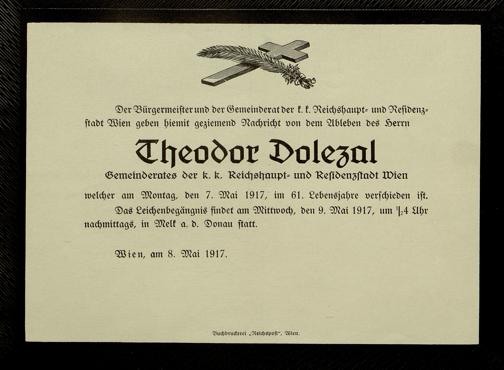 Der Bürgermeister und der Gemeinderat der k. k. Reichshaupt- und Residenz-
stadt Wien geben hiemit geziemend Nachricht von dem Ableben des Herrn
Theodor Dolezal
Gemeinderates der k. k. Reichshaupt- und Residenzstadt Wien
welcher am Montag, den 7. Mai 1917, im 61. Lebensjahre verschieden ist.
Das Leichenbegängnis findet am Mittwoch, den 9. Mai 1917, um ½4 Uhr
nachmittags, in Melk a. d. Donau statt.
Wien, am 8. Mai 1917.
Buchdruckerei „Reichspost“, Wien.